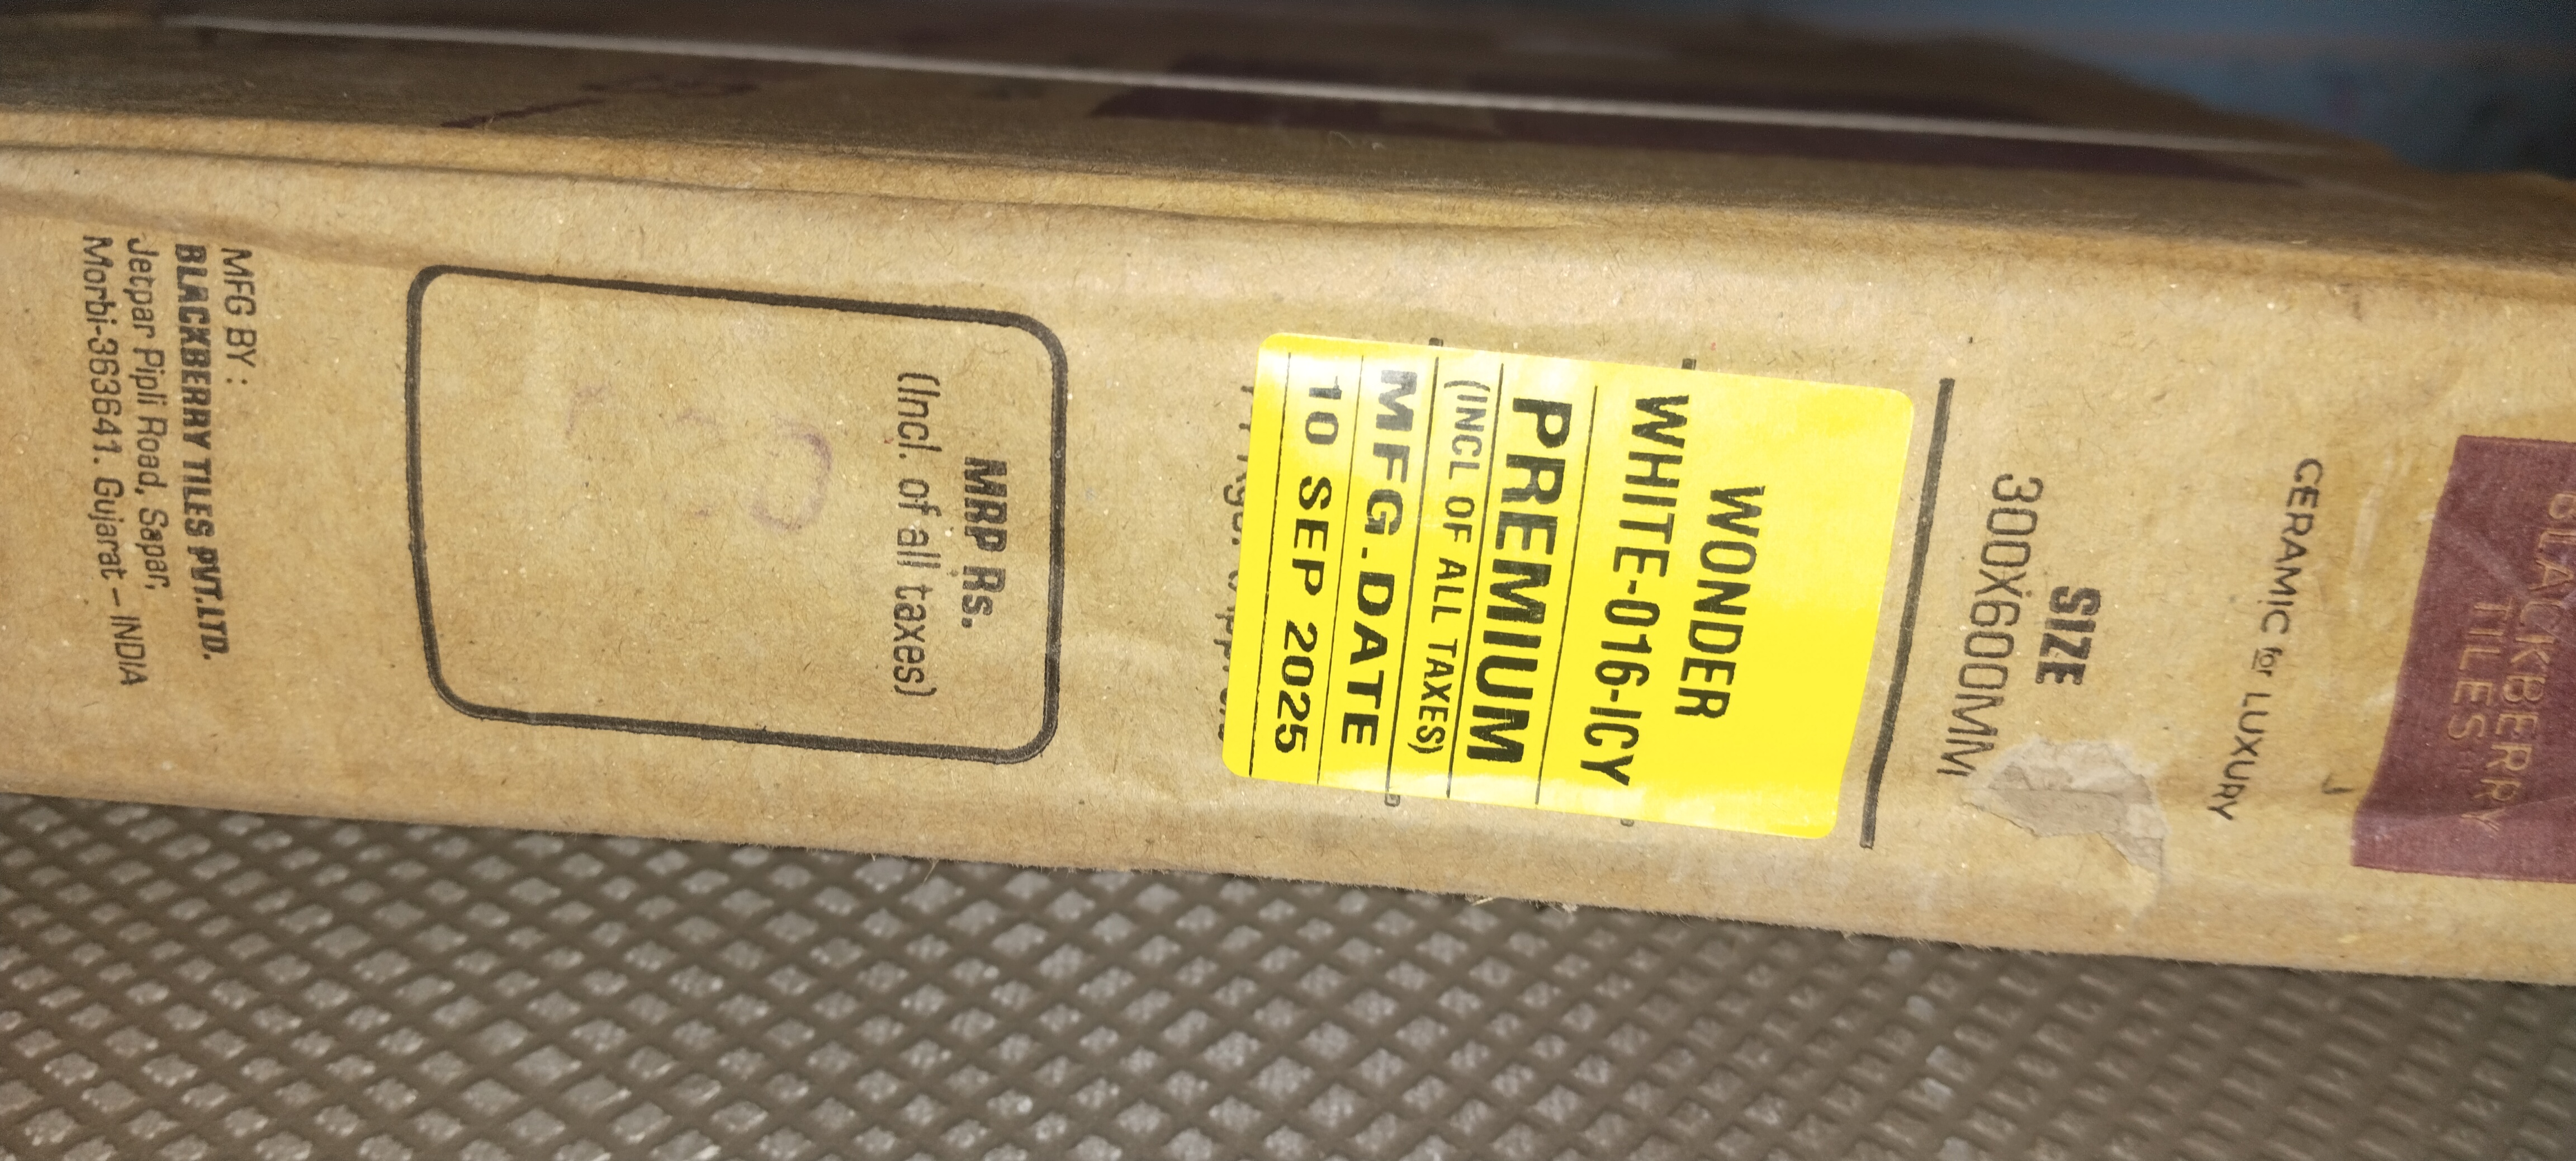 BLACKBERRY
TILES
CERAMIC for LUXURY
SIZE
300X600MM
WONDER
WHITE-016-ICY
PREMIUM
(INCL OF ALL TAXES)
MFG.DATE
10 SEP 2025
MRP Rs.
(Incl. of all taxes)
MFG BY :
BLACKBERRY TILES PVT.LTD.
Jetpar Pipli Road, Sapar,
Morbi-363641. Gujarat – INDIA